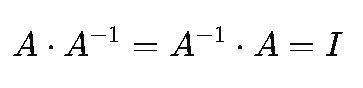 A · A⁻¹ = A⁻¹ · A = I